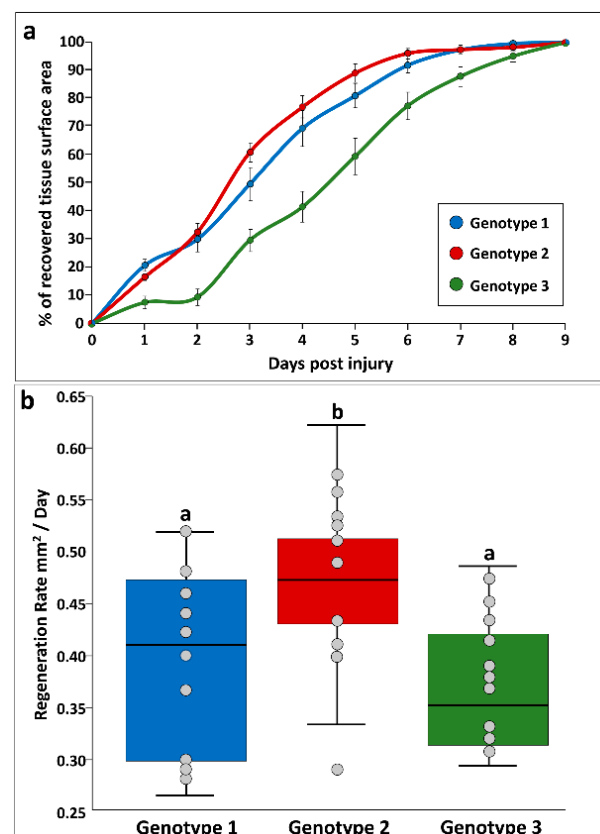 a
100
90
80
70
60
50
40
30
20
10
0
% of recovered tissue surface area
0 1 2 3 4 5 6 7 8 9
Days post injury
Genotype 1
Genotype 2
Genotype 3
b
0.65
0.60
0.55
0.50
0.45
0.40
0.35
0.30
0.25
Regeneration Rate mm² / Day
a
b
a
Genotype 1 Genotype 2 Genotype 3